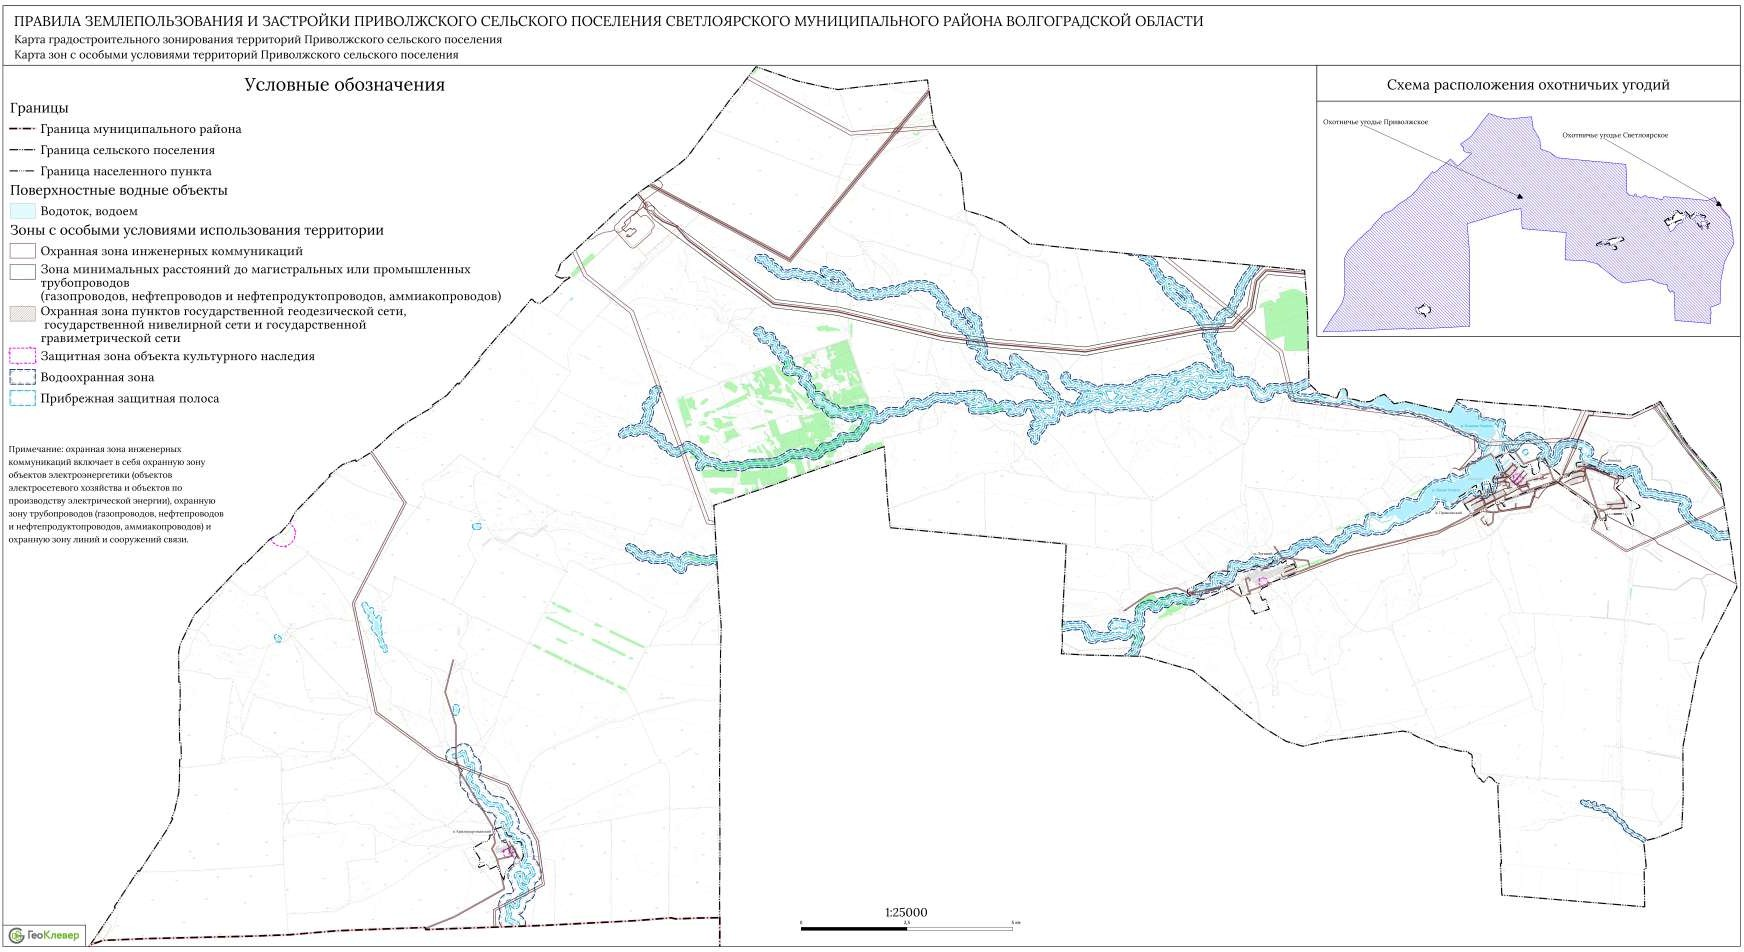 ПРАВИЛА ЗЕМЛЕПОЛЬЗОВАНИЯ И ЗАСТРОЙКИ ПРИВОЛЖСКОГО СЕЛЬСКОГО ПОСЕЛЕНИЯ СВЕТЛОЯРСКОГО МУНИЦИПАЛЬНОГО РАЙОНА ВОЛГОГРАДСКОЙ ОБЛАСТИ
Карта градостроительного зонирования территорий Приволжского сельского поселения
Карта зон с особыми условиями территорий Приволжского сельского поселения
Условные обозначения
Границы
Граница муниципального района
Граница сельского поселения
Граница населенного пункта
Поверхностные водные объекты
Водоток, водоем
Зоны с особыми условиями использования территории
Охранная зона инженерных коммуникаций
Зона минимальных расстояний до магистральных или промышленных
трубопроводов
(газопроводов, нефтепроводов и нефтепродуктопроводов, аммиакопроводов)
Охранная зона пунктов государственной геодезической сети,
государственной нивелирной сети и государственной
гравиметрической сети
Защитная зона объекта культурного наследия
Водоохранная зона
Прибрежная защитная полоса
Примечание: охранная зона инженерных
коммуникаций включает в себя охранную зону
объектов электроэнергетики (объектов
электросетевого хозяйства и объектов по
производству электрической энергии), охранную
зону трубопроводов (газопроводов, нефтепроводов
и нефтепродуктопроводов, аммиакопроводов) и
охранную зону линий и сооружений связи.
Схема расположения охотничьих угодий
Охотничье угодье Приволжское
Охотничье угодье Светлоярское
1:25000
0
2,5
5 км
ГеоКлевер